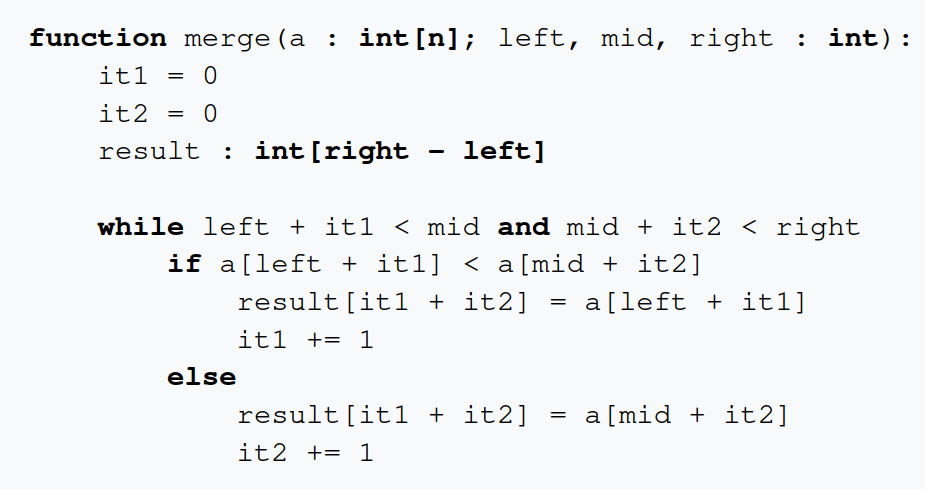 function merge(a : int[n]; left, mid, right : int):
    it1 = 0
    it2 = 0
    result : int[right − left]

    while left + it1 < mid and mid + it2 < right
        if a[left + it1] < a[mid + it2]
            result[it1 + it2] = a[left + it1]
            it1 += 1
        else
            result[it1 + it2] = a[mid + it2]
            it2 += 1